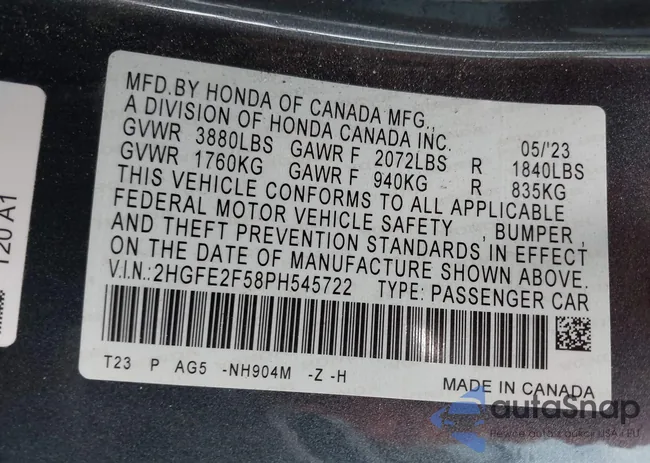 MFD.BY HONDA OF CANADA MFG.,
A DIVISION OF HONDA CANADA INC. 05/'23
GVWR 3880LBS GAWR F 2072LBS R 1840LBS
GVWR 1760KG GAWR F 940KG R 835KG
THIS VEHICLE CONFORMS TO ALL APPLICABLE
FEDERAL MOTOR VEHICLE SAFETY , BUMPER ,
AND THEFT PREVENTION STANDARDS IN EFFECT
ON THE DATE OF MANUFACTURE SHOWN ABOVE.
V.I.N.:2HGFE2F58PH545722 TYPE: PASSENGER CAR
T23 P AG5 -NH904M -Z -H
MADE IN CANADA
120 A1
autoSnap